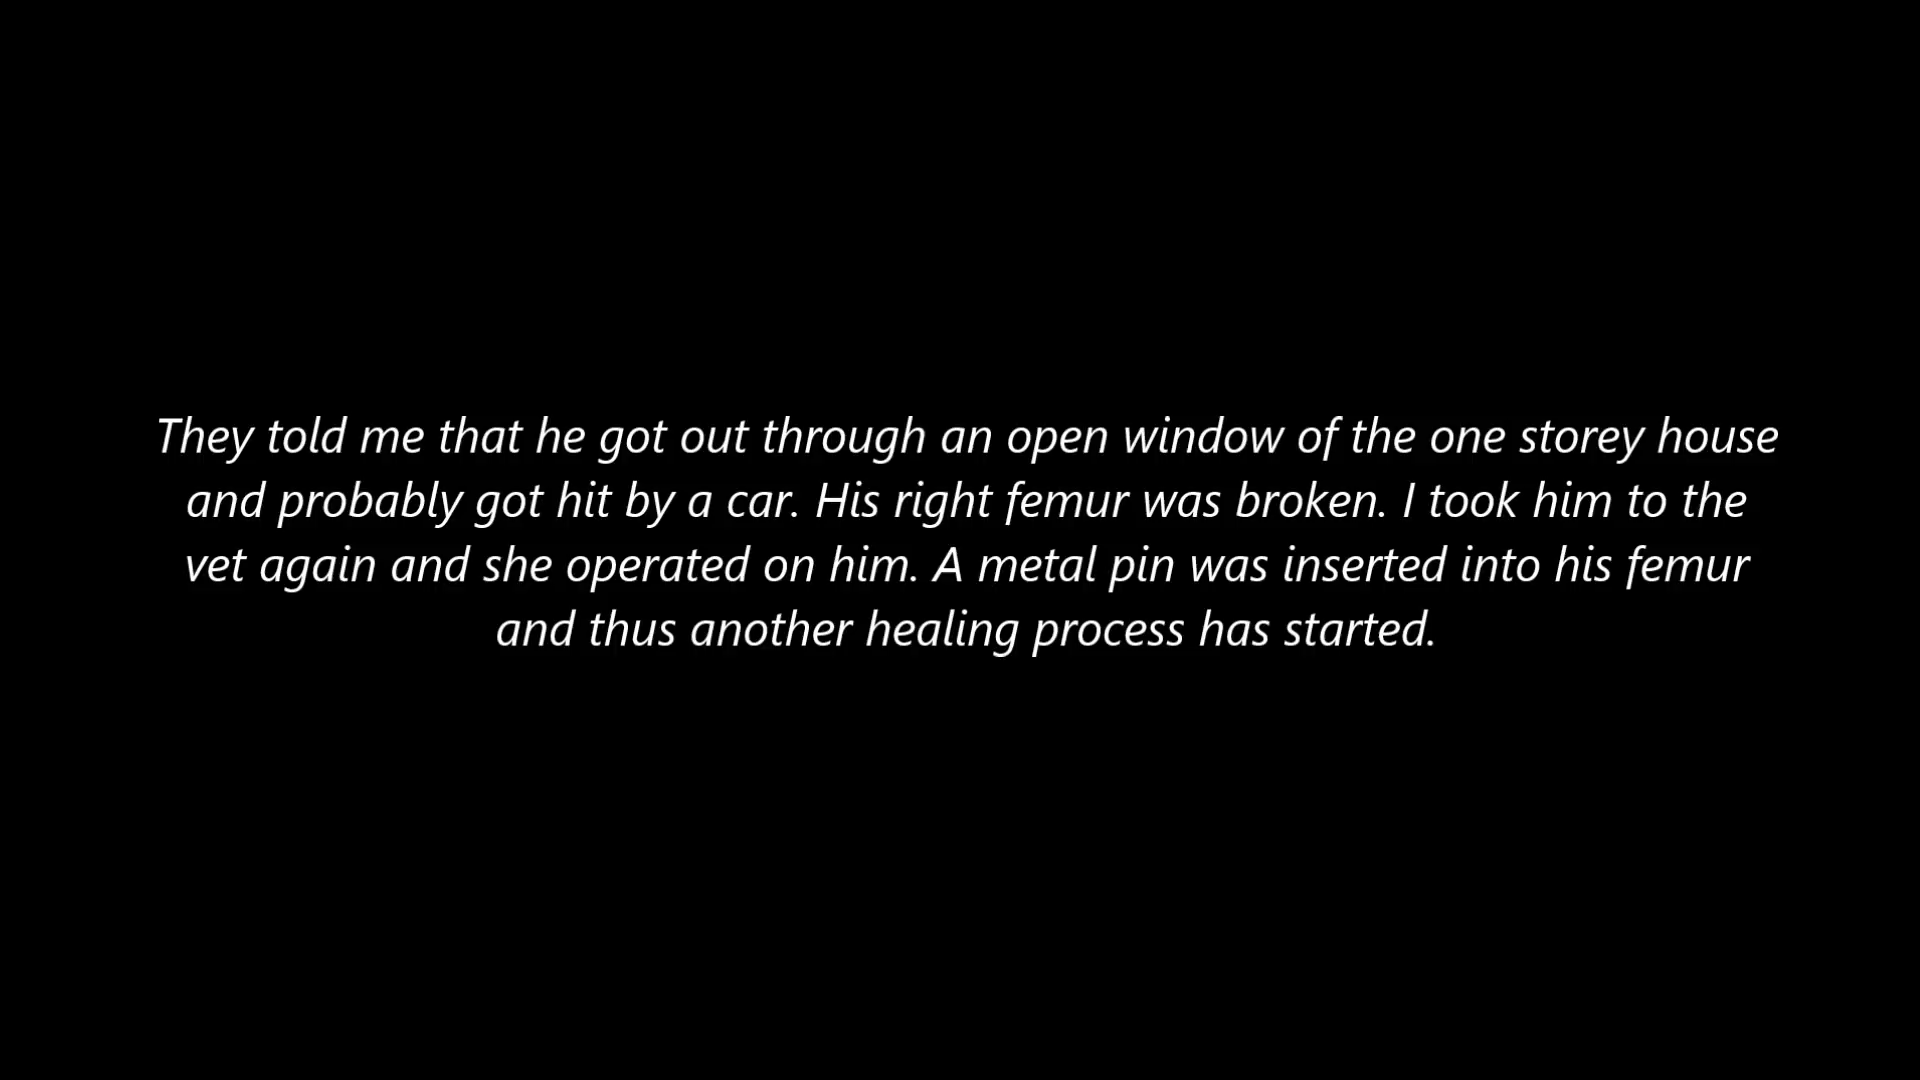 They told me that he got out through an open window of the one storey house
and probably got hit by a car. His right femur was broken. I took him to the
vet again and she operated on him. A metal pin was inserted into his femur
and thus another healing process has started.